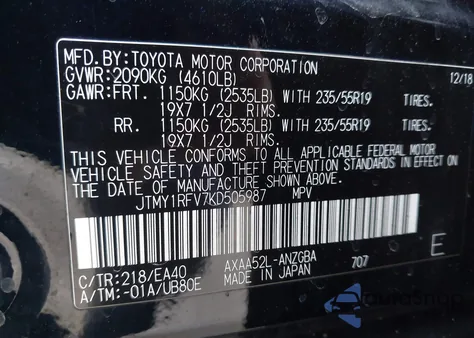 MFD. BY: TOYOTA MOTOR CORPORATION 12/18
GVWR: 2090KG (4610LB)
GAWR: FRT. 1150KG (2535LB) WITH 235/55R19 TIRES.
19X7 1/2J RIMS.
RR. 1150KG (2535LB) WITH 235/55R19 TIRES.
19X7 1/2J RIMS.
THIS VEHICLE CONFORMS TO ALL APPLICABLE FEDERAL MOTOR
VEHICLE SAFETY AND THEFT PREVENTION STANDARDS IN EFFECT
ON THE DATE OF MANUFACTURE SHOWN ABOVE.
JTMY1RFV7KD505987 MPV
C/TR: 218/EA40 AXAA52L-ANZGBA 707 E
A/TM: -01A/UB80E MADE IN JAPAN